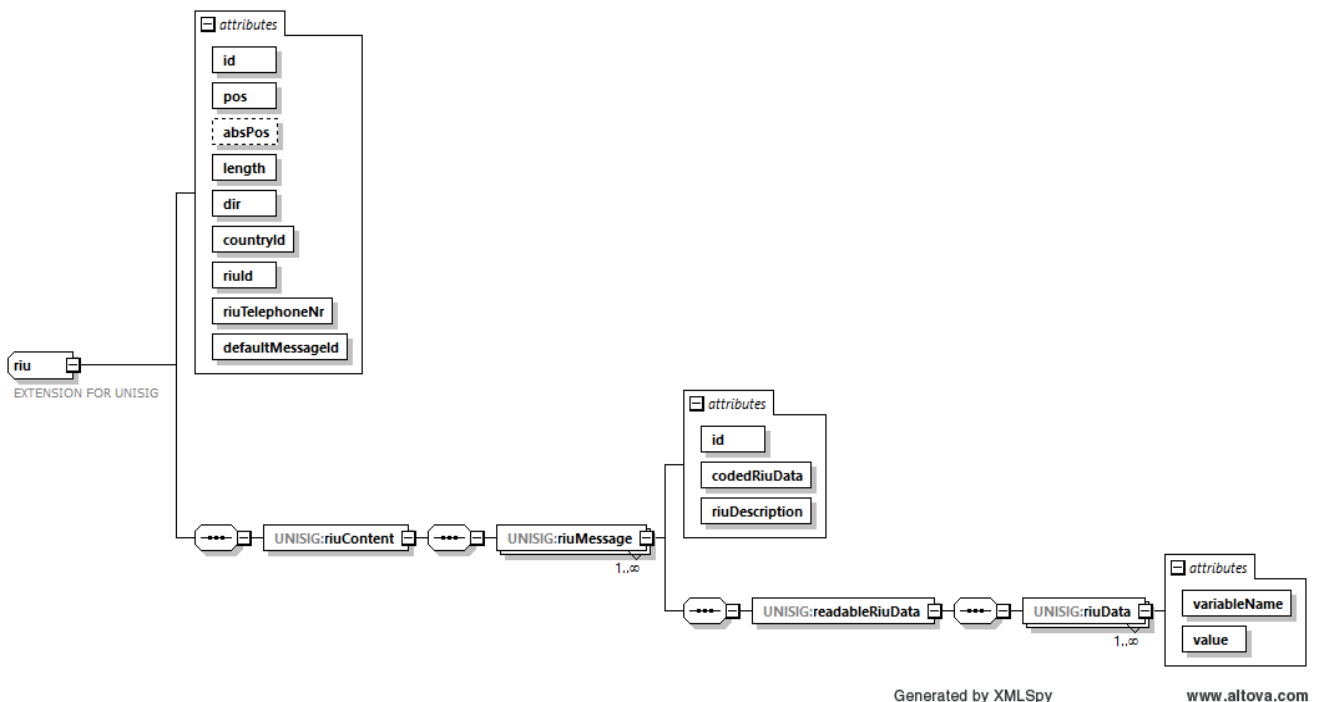 attributes
id
pos
absPos
length
dir
countryId
riuId
riuTelephoneNr
defaultMessageId
riu
EXTENSION FOR UNISIG
attributes
id
codedRiuData
riuDescription
UNISIG:riuContent
UNISIG:riuMessage
1..∞
attributes
variableName
value
UNISIG:readableRiuData
UNISIG:riuData
1..∞
Generated by XMLSpy
www.altova.com